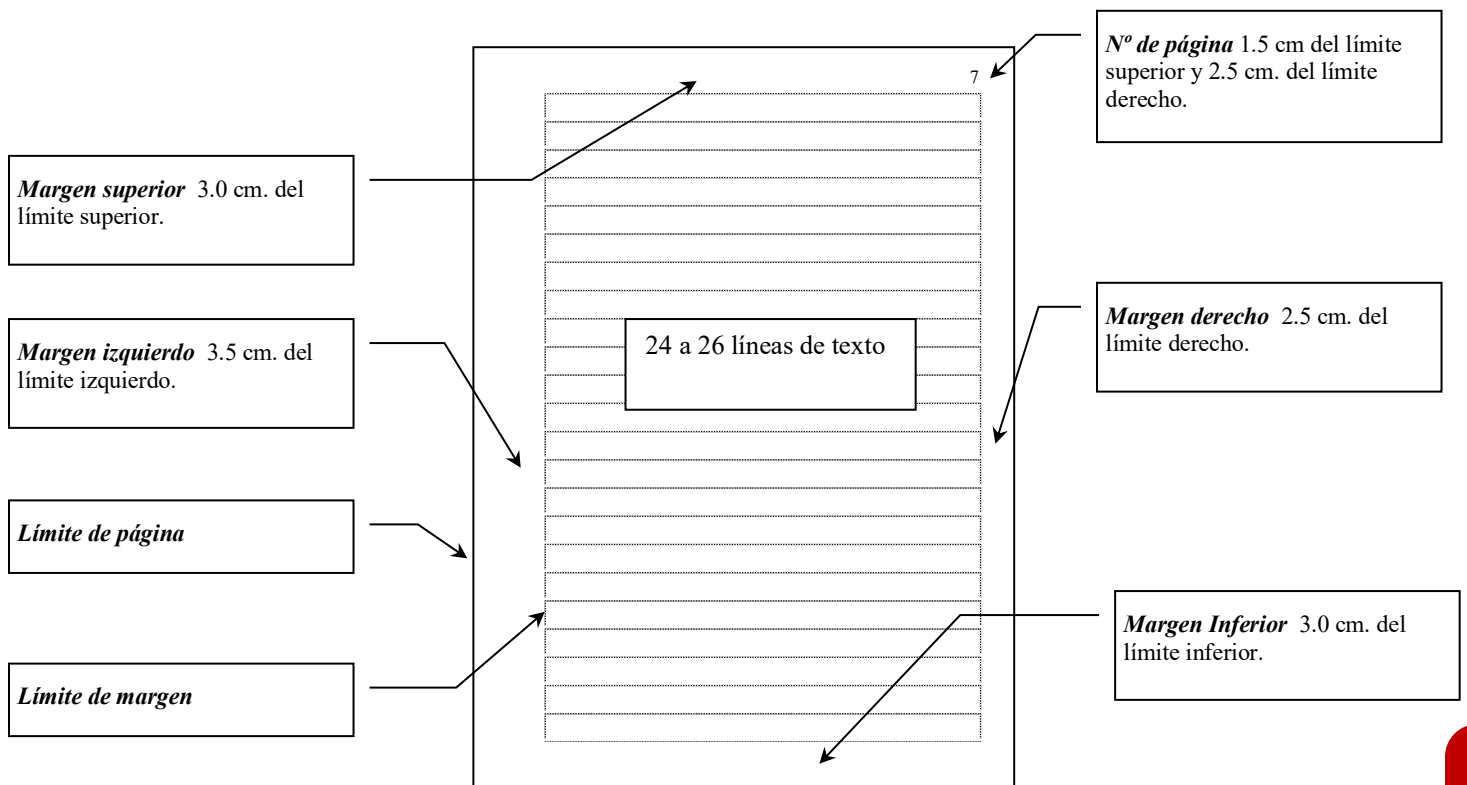 Nº de página 1.5 cm del límite
superior y 2.5 cm. del límite
derecho.
7
Margen superior 3.0 cm. del
límite superior.
Margen derecho 2.5 cm. del
límite derecho.
24 a 26 líneas de texto
Margen izquierdo 3.5 cm. del
límite izquierdo.
Límite de página
Margen Inferior 3.0 cm. del
límite inferior.
Límite de margen